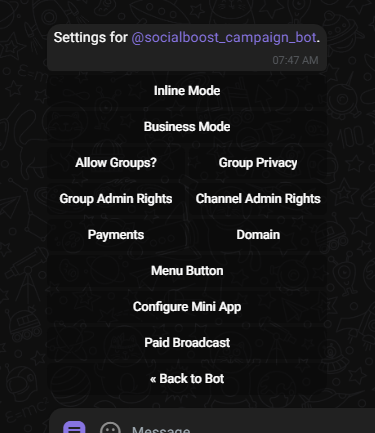 Settings for @socialboost_campaign_bot.
07:47 AM
Inline Mode
Business Mode
Allow Groups? Group Privacy
Group Admin Rights Channel Admin Rights
Payments Domain
Menu Button
Configure Mini App
Paid Broadcast
« Back to Bot
Message